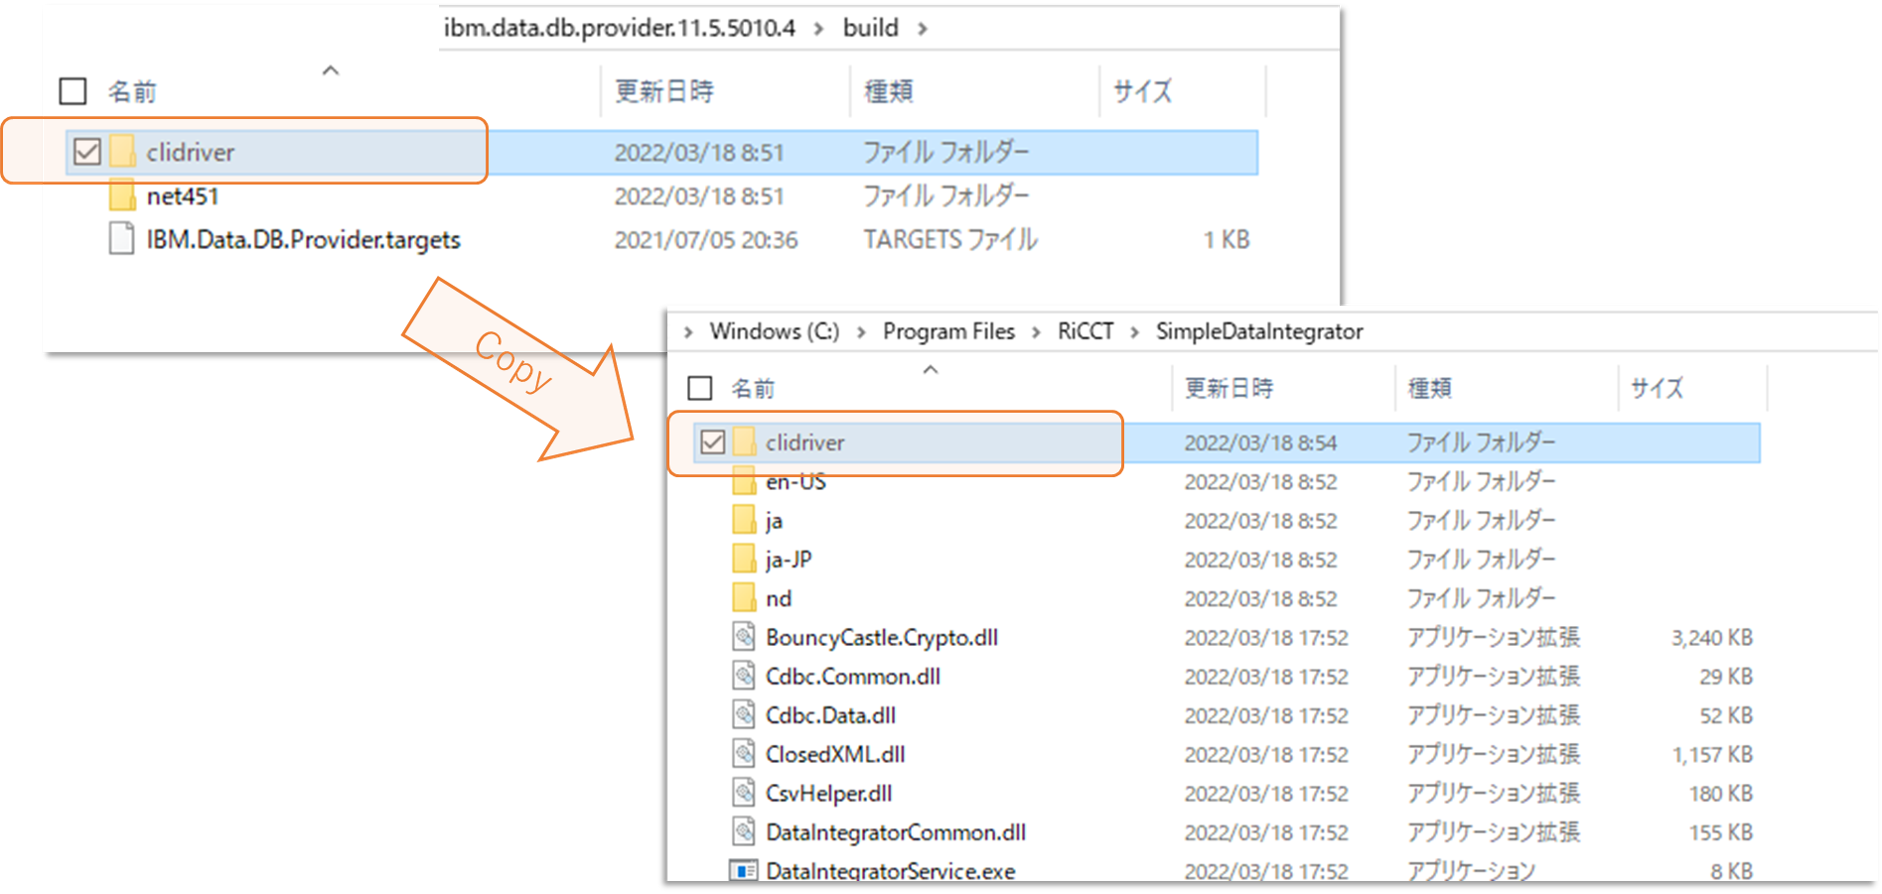 ibm.data.db.provider.11.5.5010.4 > build >
名前 更新日時 種類 サイズ
clidriver 2022/03/18 8:51 ファイル フォルダー
net451 2022/03/18 8:51 ファイル フォルダー
IBM.Data.DB.Provider.targets 2021/07/05 20:36 TARGETS ファイル 1 KB
Copy
> Windows (C:) > Program Files > RiCCT > SimpleDataIntegrator
名前 更新日時 種類 サイズ
clidriver 2022/03/18 8:54 ファイル フォルダー
en-US 2022/03/18 8:52 ファイル フォルダー
ja 2022/03/18 8:52 ファイル フォルダー
ja-JP 2022/03/18 8:52 ファイル フォルダー
nd 2022/03/18 8:52 ファイル フォルダー
BouncyCastle.Crypto.dll 2022/03/18 17:52 アプリケーション拡張 3,240 KB
Cdbc.Common.dll 2022/03/18 17:52 アプリケーション拡張 29 KB
Cdbc.Data.dll 2022/03/18 17:52 アプリケーション拡張 52 KB
ClosedXML.dll 2022/03/18 17:52 アプリケーション拡張 1,157 KB
CsvHelper.dll 2022/03/18 17:52 アプリケーション拡張 180 KB
DataIntegratorCommon.dll 2022/03/18 17:52 アプリケーション拡張 155 KB
DataIntegratorService.exe 2022/03/18 17:52 アプリケーション 8 KB